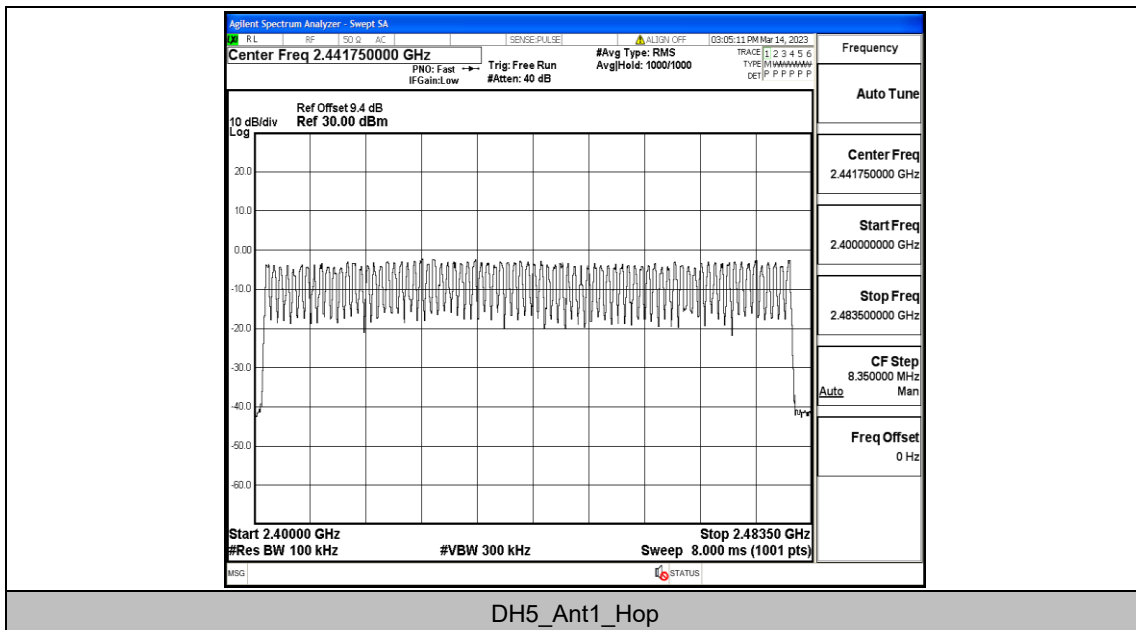 Agilent Spectrum Analyzer - Swept SA
RL RF 50 Ω AC SENSE:PULSE ALIGN OFF 03:05:11 PM Mar 14, 2023
Center Freq 2.441750000 GHz
PNO: Fast
IFGain:Low
Trig: Free Run
#Atten: 40 dB
#Avg Type: RMS
Avg|Hold: 1000/1000
TRACE 1 2 3 4 5 6
TYPE M
DET P P P P P P
Ref Offset 9.4 dB
10 dB/div Ref 30.00 dBm
Log
20.0
10.0
0.00
-10.0
-20.0
-30.0
-40.0
-50.0
-60.0
Start 2.40000 GHz Stop 2.48350 GHz
#Res BW 100 kHz #VBW 300 kHz Sweep 8.000 ms (1001 pts)
MSG STATUS
Frequency
Auto Tune
Center Freq
2.441750000 GHz
Start Freq
2.400000000 GHz
Stop Freq
2.483500000 GHz
CF Step
8.350000 MHz
Auto Man
Freq Offset
0 Hz
DH5_Ant1_Hop